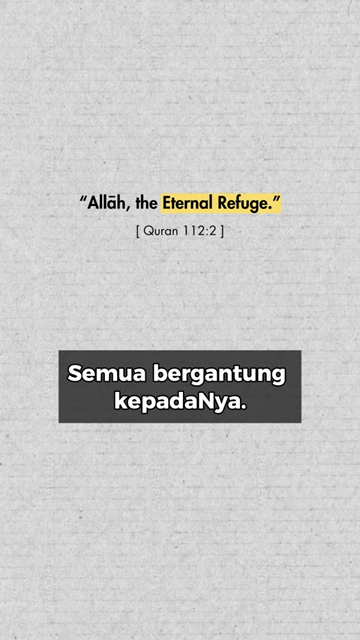 “Allāh, the Eternal Refuge.”
[ Quran 112:2 ]
Semua bergantung
kepadaNya.